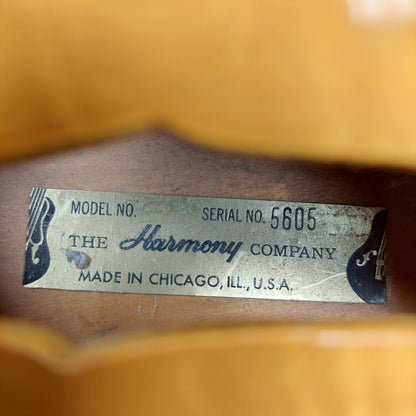 MODEL NO. SERIAL NO. 5605
THE Harmony COMPANY
MADE IN CHICAGO, ILL., U.S.A.